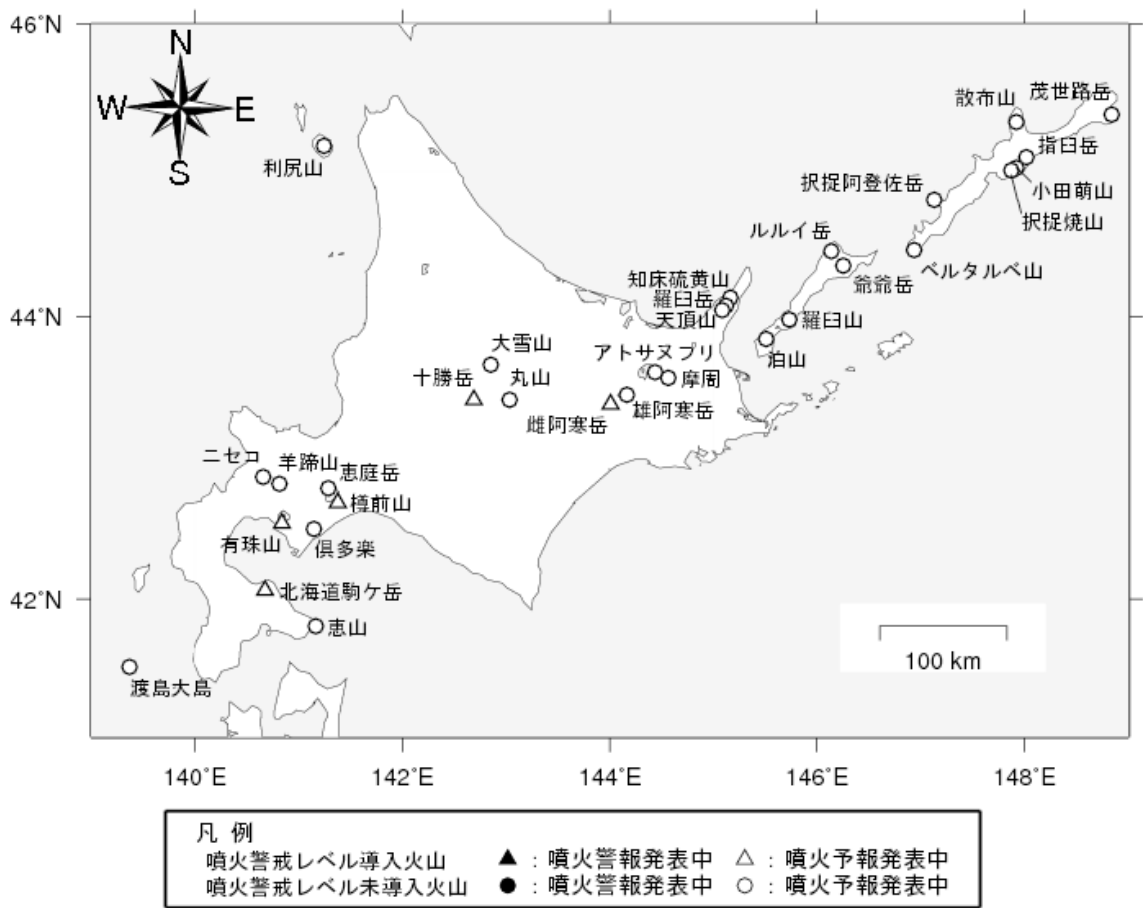 46°N
N
W E
S
利尻山
散布山
茂世路岳
指臼岳
小田萌山
択捉焼山
択捉阿登佐岳
ベルタルベ山
ルルイ岳
爺爺岳
知床硫黄山
羅臼岳
天頂山
44°N
羅臼山
泊山
大雪山
十勝岳
丸山
アトサヌプリ
摩周
雄阿寒岳
雌阿寒岳
ニセコ
羊蹄山
恵庭岳
樽前山
有珠山
倶多楽
42°N
北海道駒ケ岳
恵山
渡島大島
100 km
140°E 142°E 144°E 146°E 148°E
凡 例
噴火警戒レベル導入火山 ▲ : 噴火警報発表中 △ : 噴火予報発表中
噴火警戒レベル未導入火山 ● : 噴火警報発表中 ○ : 噴火予報発表中